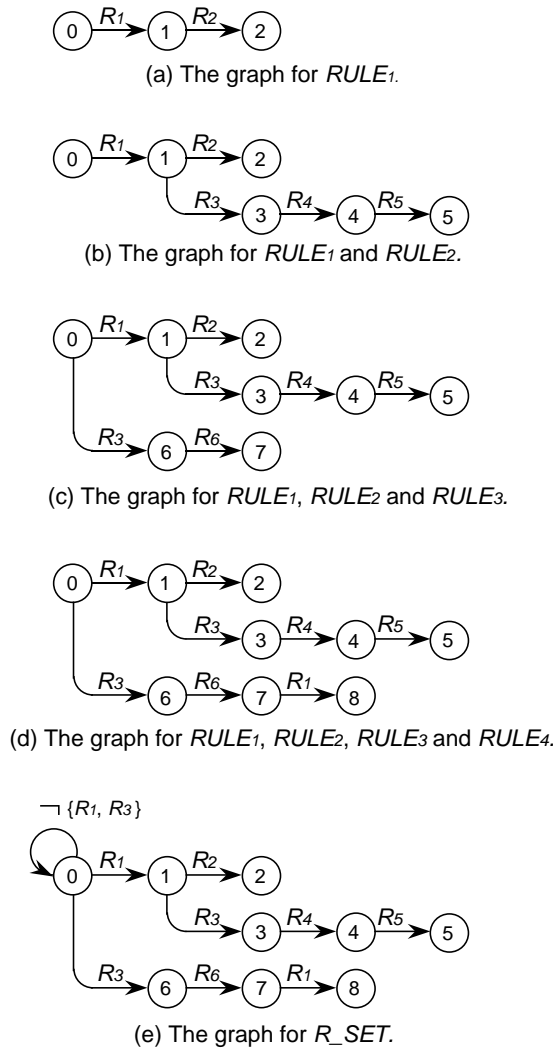 R1 R2
0 1 2
(a) The graph for RULE1.
R1 R2
0 1 2
R3 R4 R5
3 4 5
(b) The graph for RULE1 and RULE2.
R1 R2
0 1 2
R3 R4 R5
3 4 5
R3 R6
6 7
(c) The graph for RULE1, RULE2 and RULE3.
R1 R2
0 1 2
R3 R4 R5
3 4 5
R3 R6 R1
6 7 8
(d) The graph for RULE1, RULE2, RULE3 and RULE4.
¬ {R1, R3}
R1 R2
0 1 2
R3 R4 R5
3 4 5
R3 R6 R1
6 7 8
(e) The graph for R_SET.